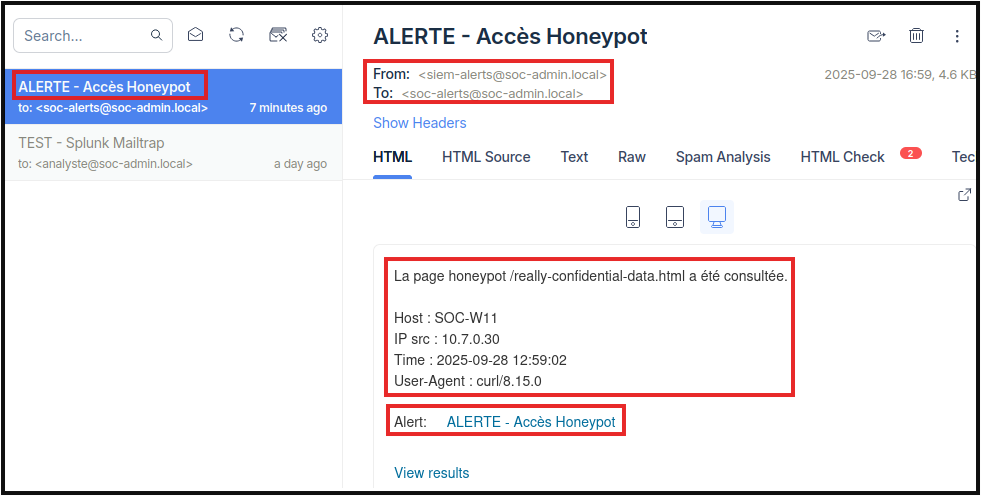 Search...
ALERTE - Accès Honeypot
to: <soc-alerts@soc-admin.local> 7 minutes ago
TEST - Splunk Mailtrap
to: <analyste@soc-admin.local> a day ago
ALERTE - Accès Honeypot
From: <siem-alerts@soc-admin.local> 2025-09-28 16:59, 4.6 KB
To: <soc-alerts@soc-admin.local>
Show Headers
HTML HTML Source Text Raw Spam Analysis HTML Check 2 Tec
La page honeypot /really-confidential-data.html a été consultée.
Host : SOC-W11
IP src : 10.7.0.30
Time : 2025-09-28 12:59:02
User-Agent : curl/8.15.0
Alert: ALERTE - Accès Honeypot
View results